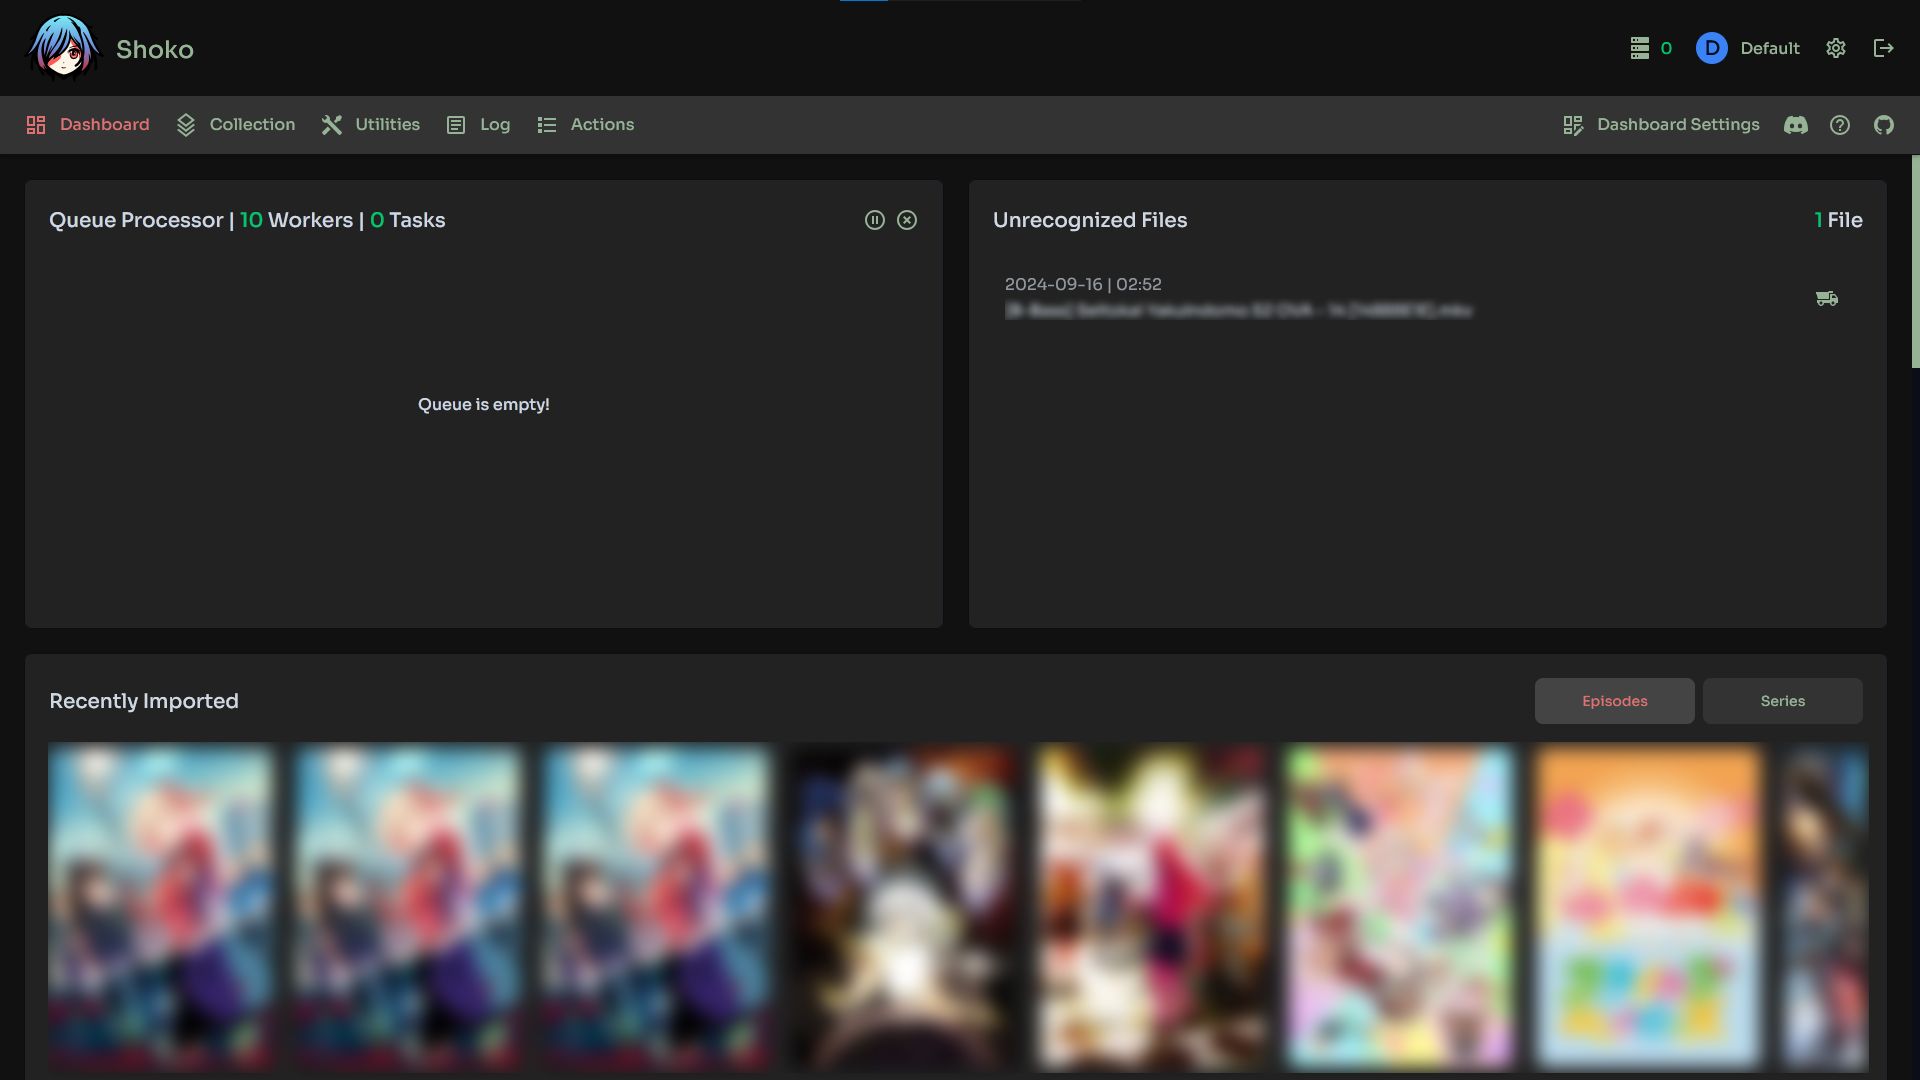 Shoko
0
D
Default
Dashboard
Collection
Utilities
Log
Actions
Dashboard Settings
Queue Processor | 10 Workers | 0 Tasks
Queue is empty!
Unrecognized Files
1 File
2024-09-16 | 02:52
Recently Imported
Episodes
Series